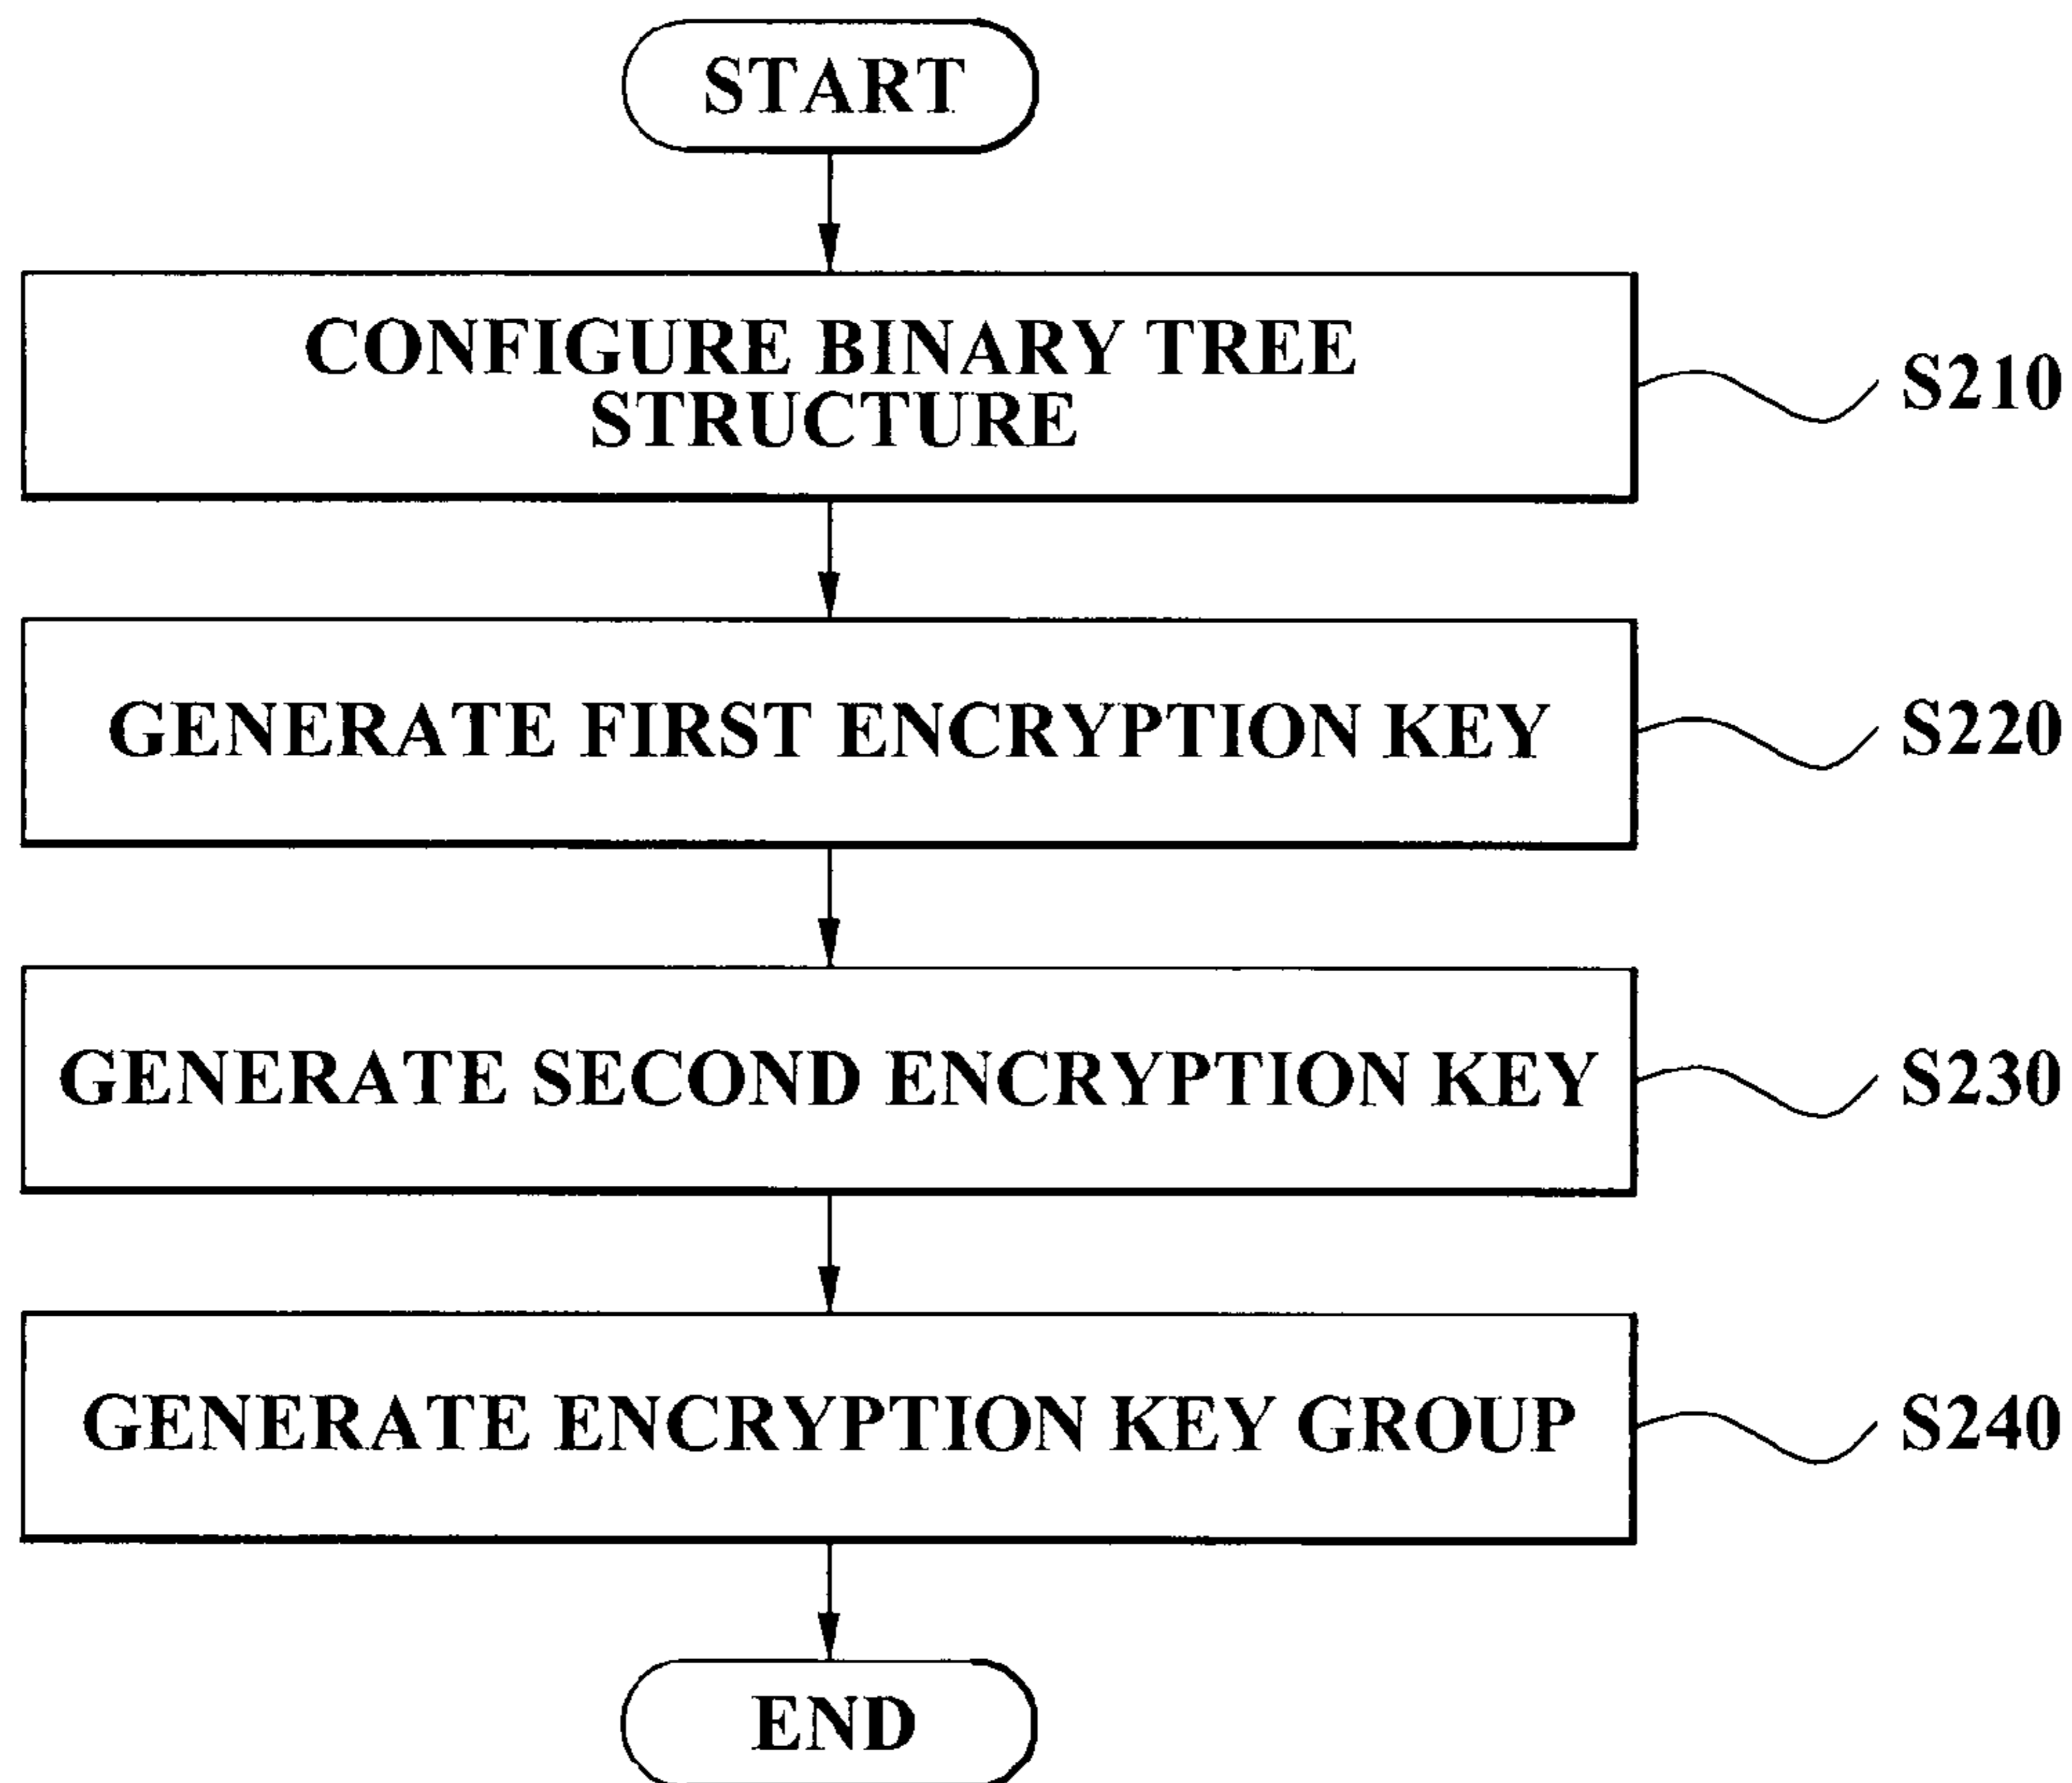 START
CONFIGURE BINARY TREE
STRUCTURE
S210
GENERATE FIRST ENCRYPTION KEY
S220
GENERATE SECOND ENCRYPTION KEY
S230
GENERATE ENCRYPTION KEY GROUP
S240
END